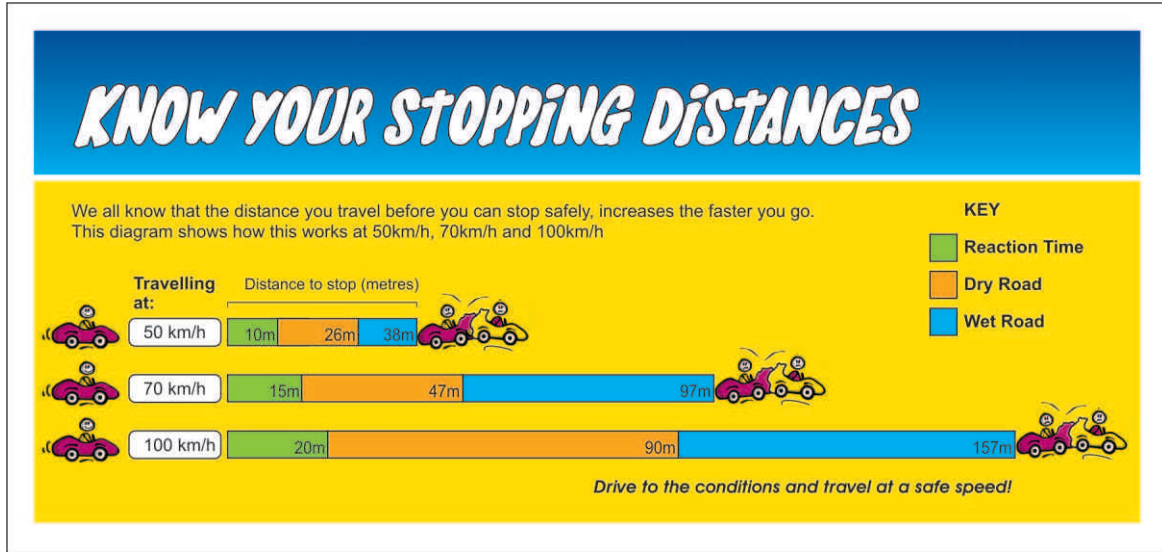 KNOW YOUR STOPPING DISTANCES
We all know that the distance you travel before you can stop safely, increases the faster you go.
This diagram shows how this works at 50km/h, 70km/h and 100km/h
KEY
Reaction Time
Dry Road
Wet Road
Travelling
at:
Distance to stop (metres)
50 km/h 10m 26m 38m
70 km/h 15m 47m 97m
100 km/h 20m 90m 157m
Drive to the conditions and travel at a safe speed!